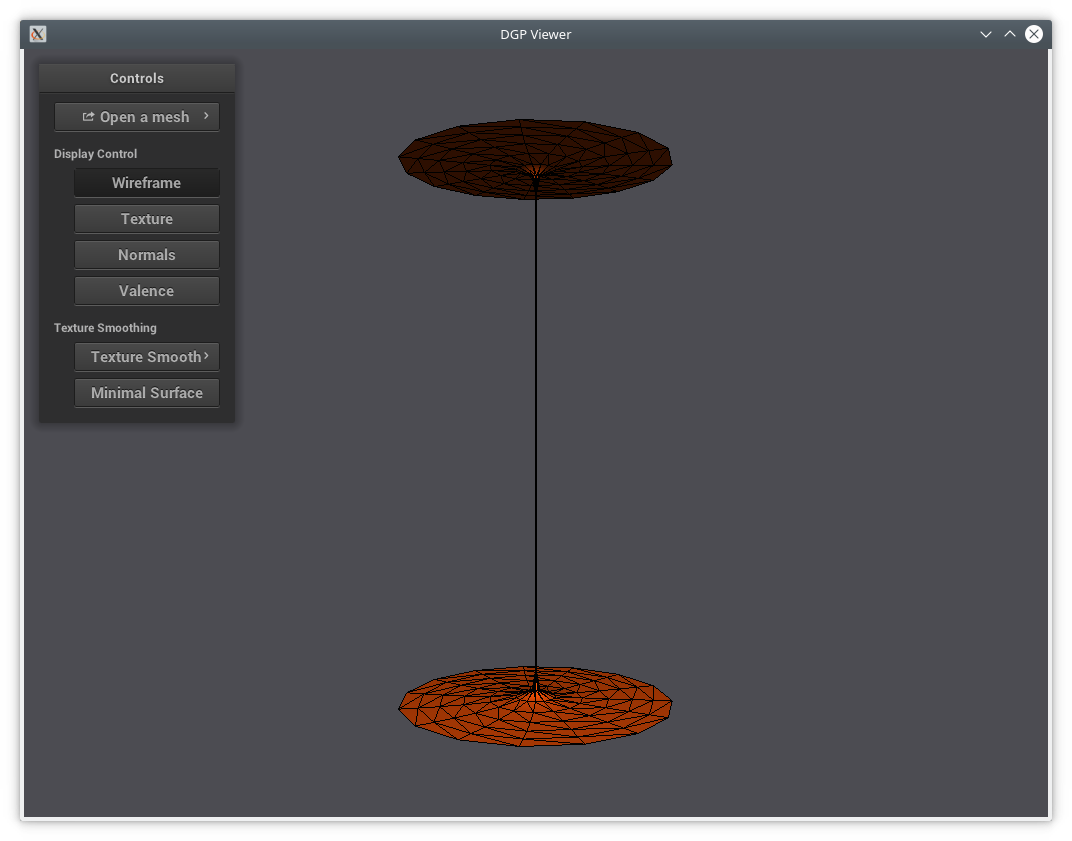 DGP Viewer
Controls
Open a mesh
Display Control
Wireframe
Texture
Normals
Valence
Texture Smoothing
Texture Smooth
Minimal Surface